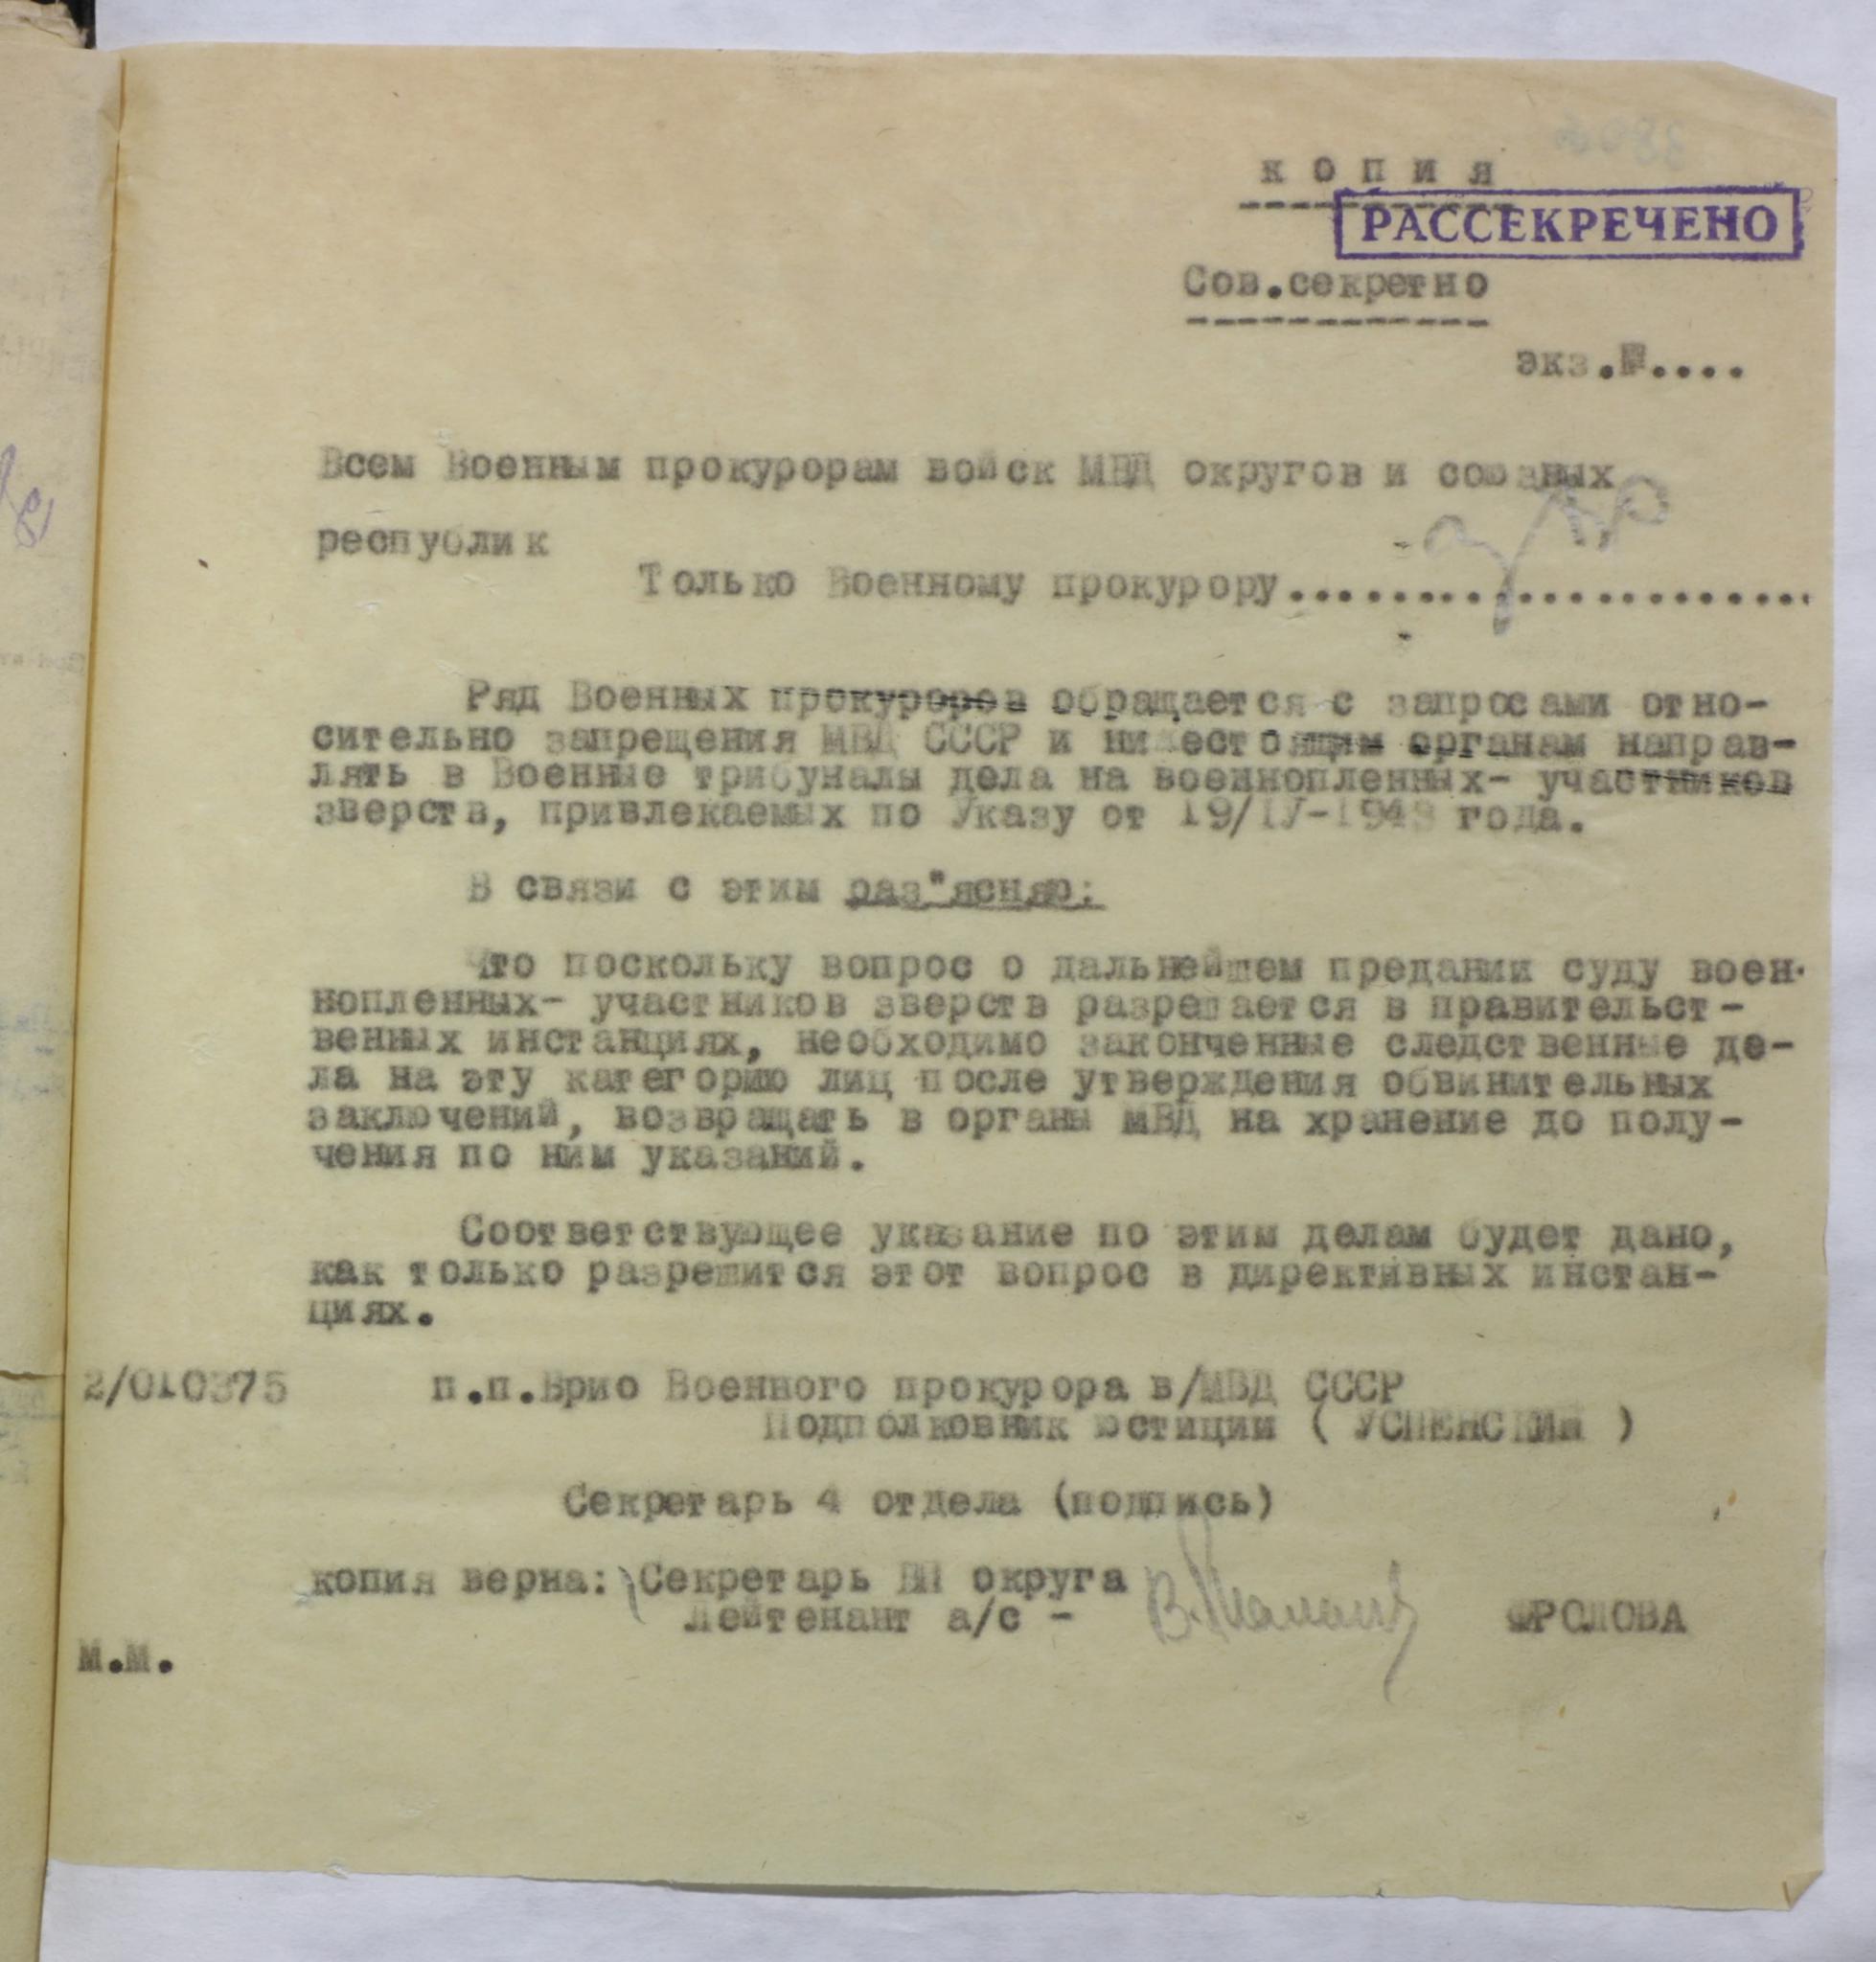 к о п и я
РАССЕКРЕЧЕНО
Сов.секретно
экз.№....
Всем Военным прокурорам войск МВД округов и союзных
республик
Только Военному прокурору.....................
Ряд Военных прокуроров обращается с запросами отно-
сительно запрещения МВД СССР и нижестоящим органам направ-
лять в Военные трибуналы дела на военнопленных- участников
зверств, привлекаемых по Указу от 19/IУ-1943 года.
В связи с этим раз"ясняю:
Что поскольку вопрос о дальнейшем предании суду воен-
нопленных- участников зверств разрешается в правительст-
венных инстанциях, необходимо законченные следственные де-
ла на эту категорию лиц после утверждения обвинительных
заключений, возвращать в органы МВД на хранение до полу-
чения по ним указаний.
Соответствующее указание по этим делам будет дано,
как только разрешится этот вопрос в директивных инстан-
циях.
2/010375 п.п.Врио Военного прокурора в/МВД СССР
Подполковник юстиции ( УСПЕНСКИЙ )
Секретарь 4 отдела (подпись)
копия верна: Секретарь ВП округа
Лейтенант а/с - ФРОЛОВА
м.м.